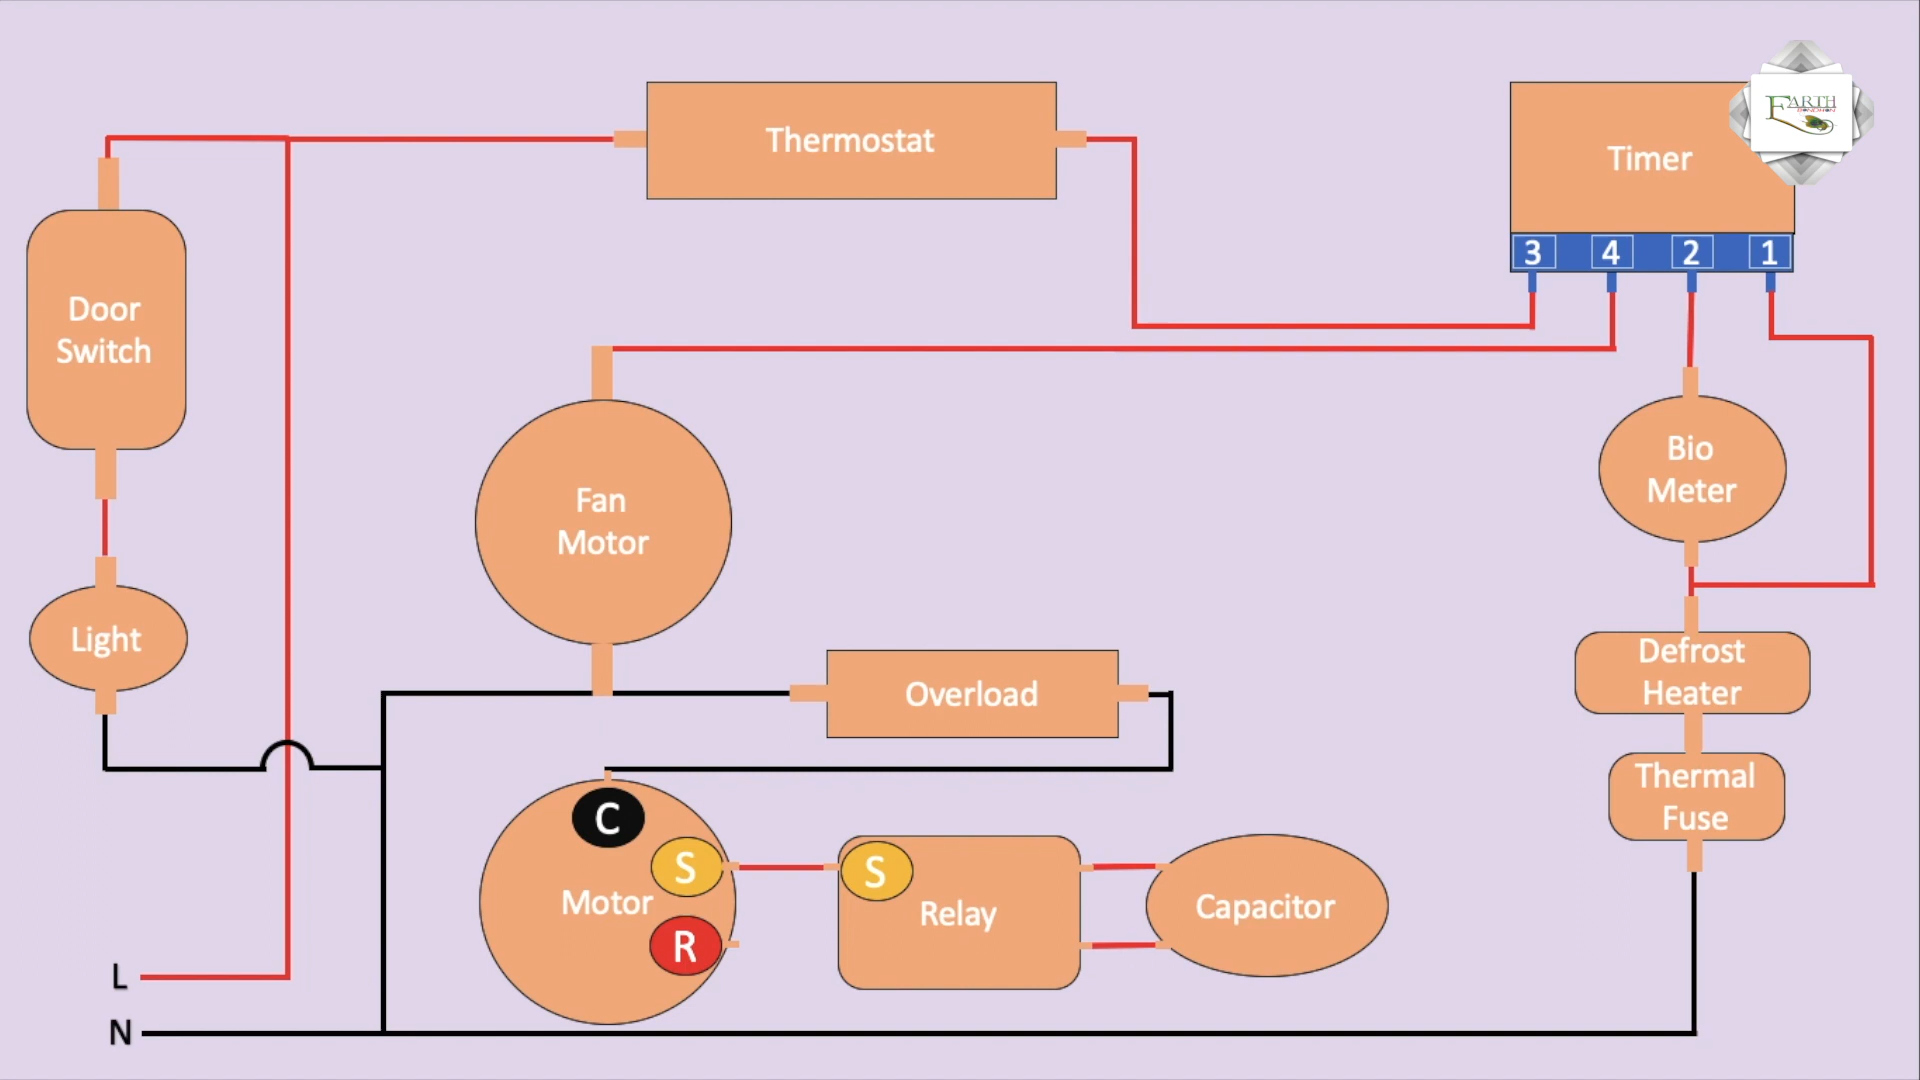 Thermostat
Timer
EARTH
3 4 2 1
Door
Switch
Bio
Meter
Fan
Motor
Light
Overload
Defrost
Heater
Thermal
Fuse
C
S
S
Motor
Relay
Capacitor
R
L
N